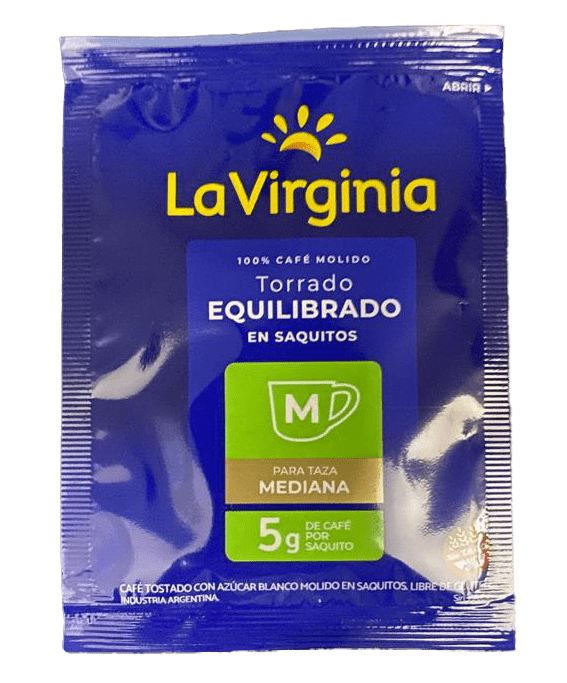 ABRIR
LaVirginia
100% CAFÉ MOLIDO
Torrado
EQUILIBRADO
EN SAQUITOS
M
PARA TAZA
MEDIANA
5g
DE CAFÉ
POR
SAQUITO
CAFÉ TOSTADO CON AZÚCAR BLANCO MOLIDO EN SAQUITOS. LIBRE DE
INDUSTRIA ARGENTINA.